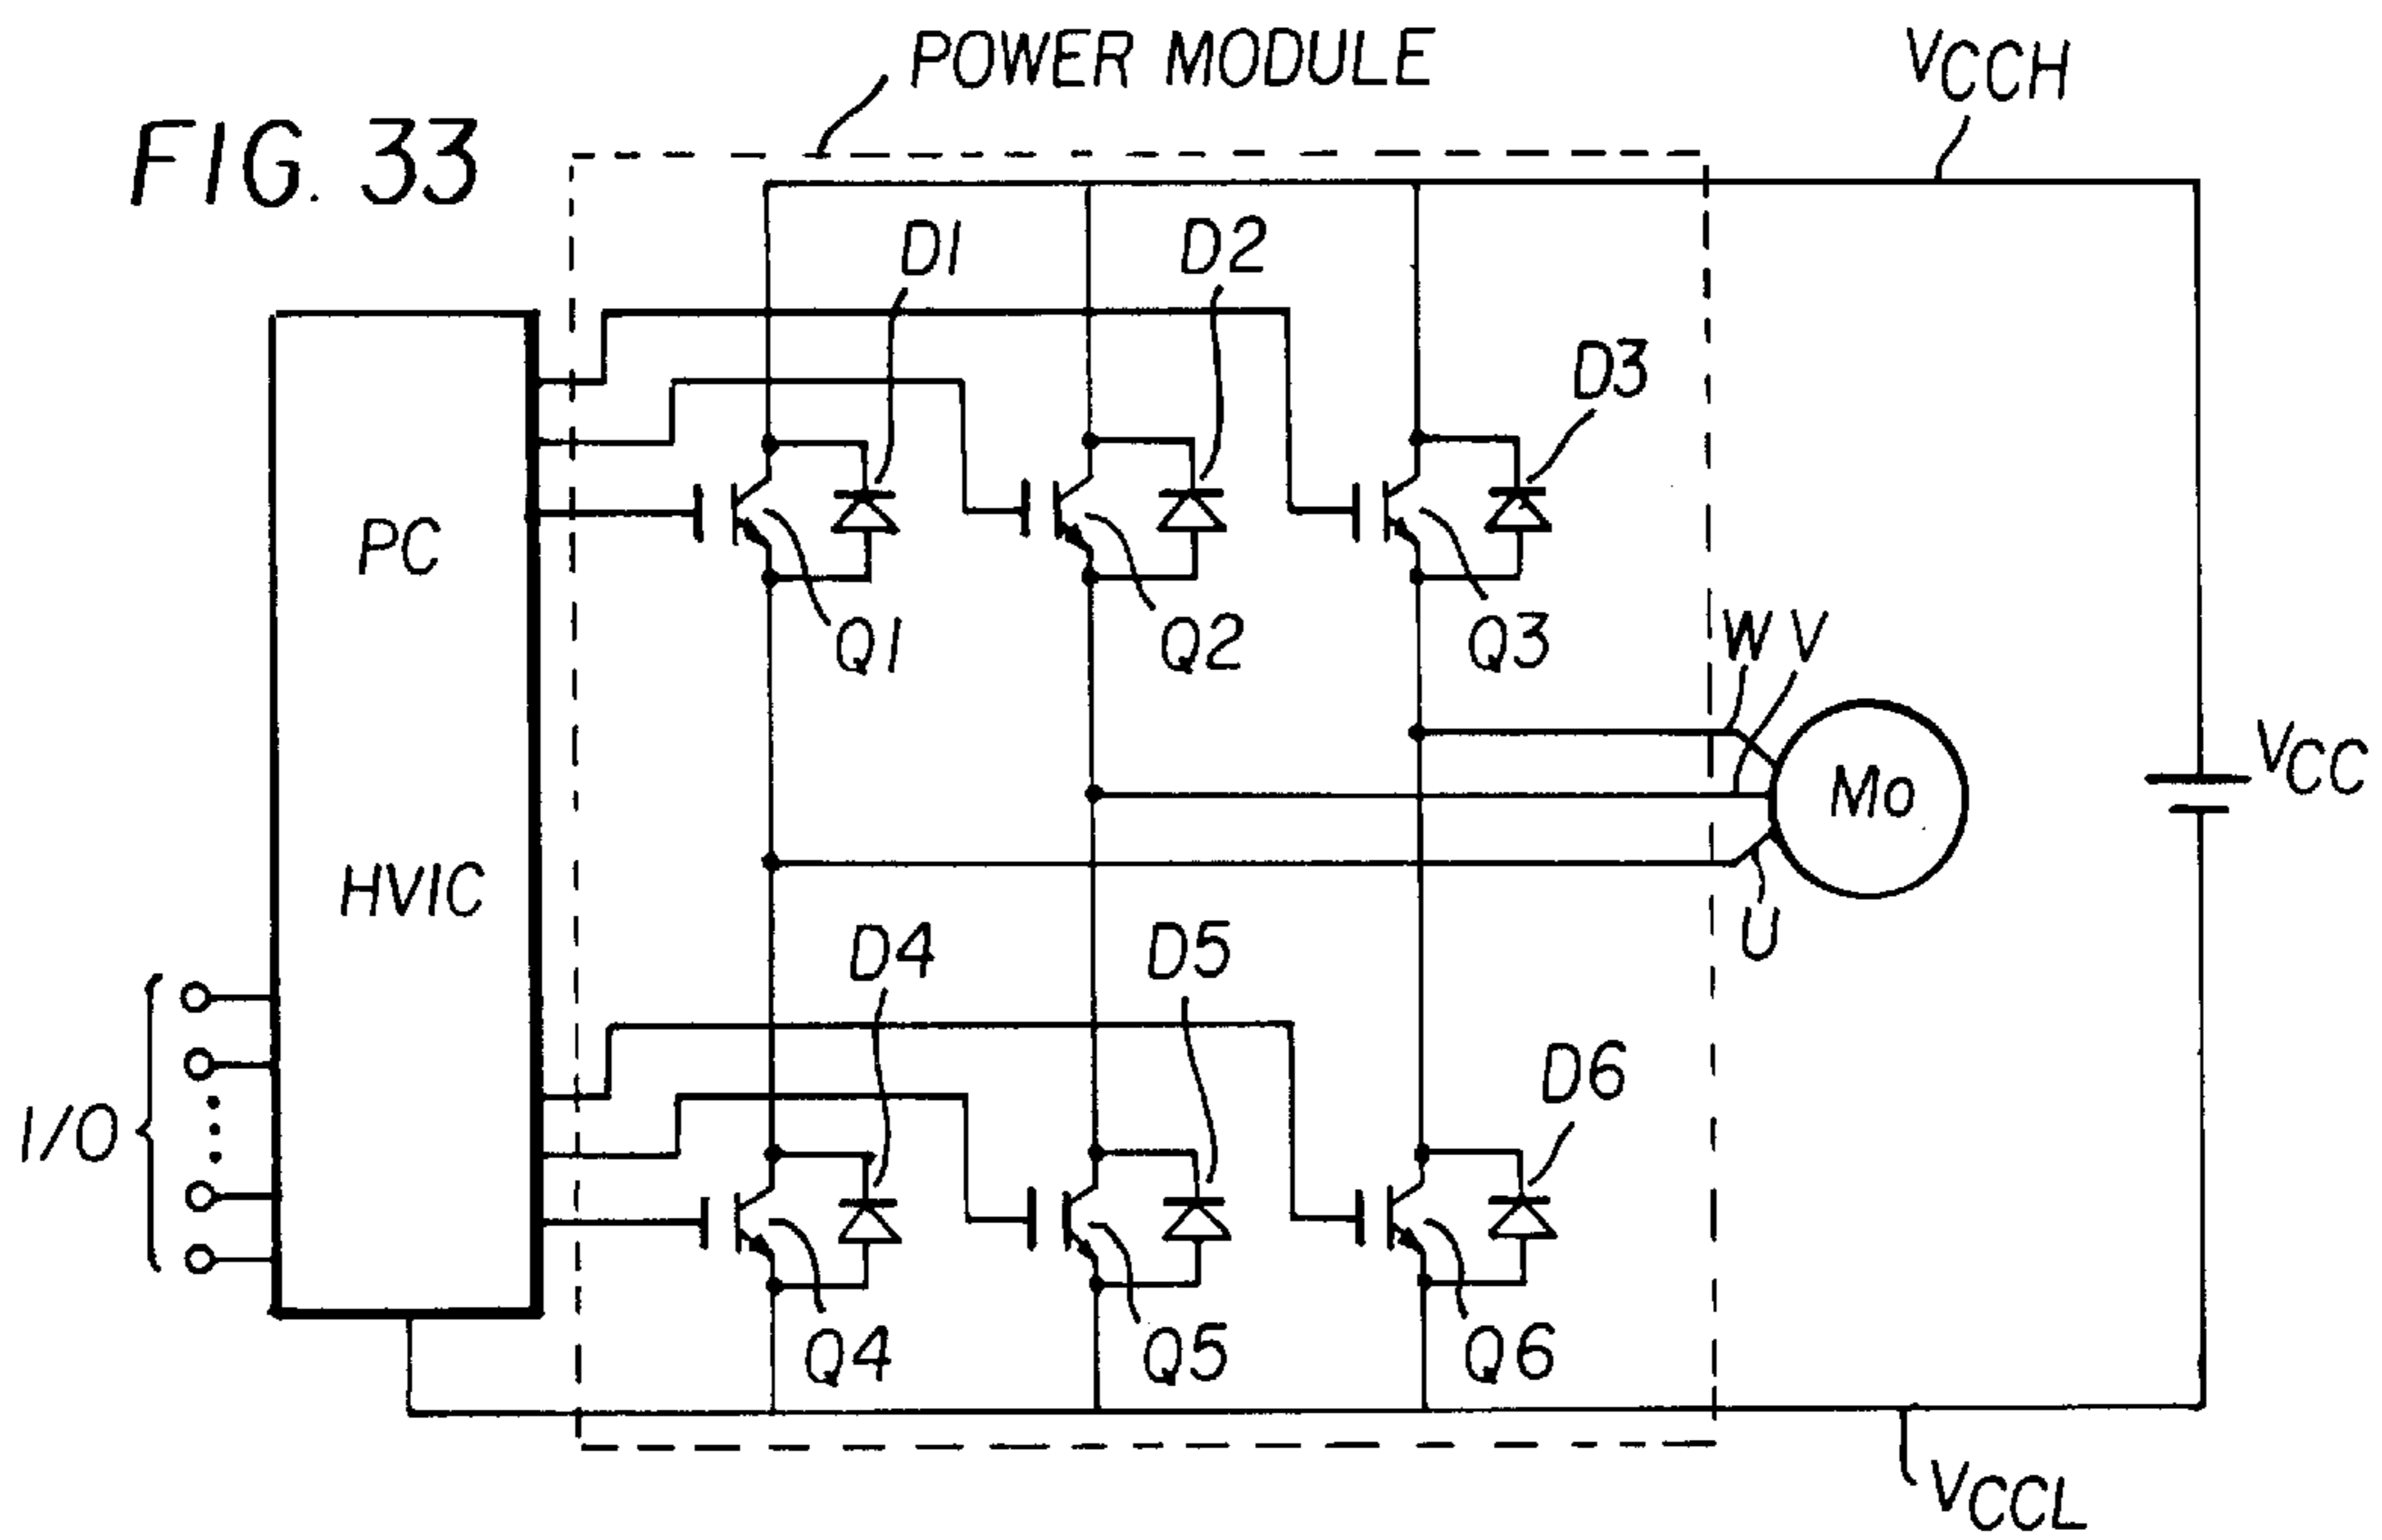 POWER MODULE
VCCH
FIG. 33
D1
D2
D3
PC
Q1
Q2
Q3
W V
VCC
Mo
HVIC
U
D4
D5
D6
I/O
Q4
Q5
Q6
VCCL